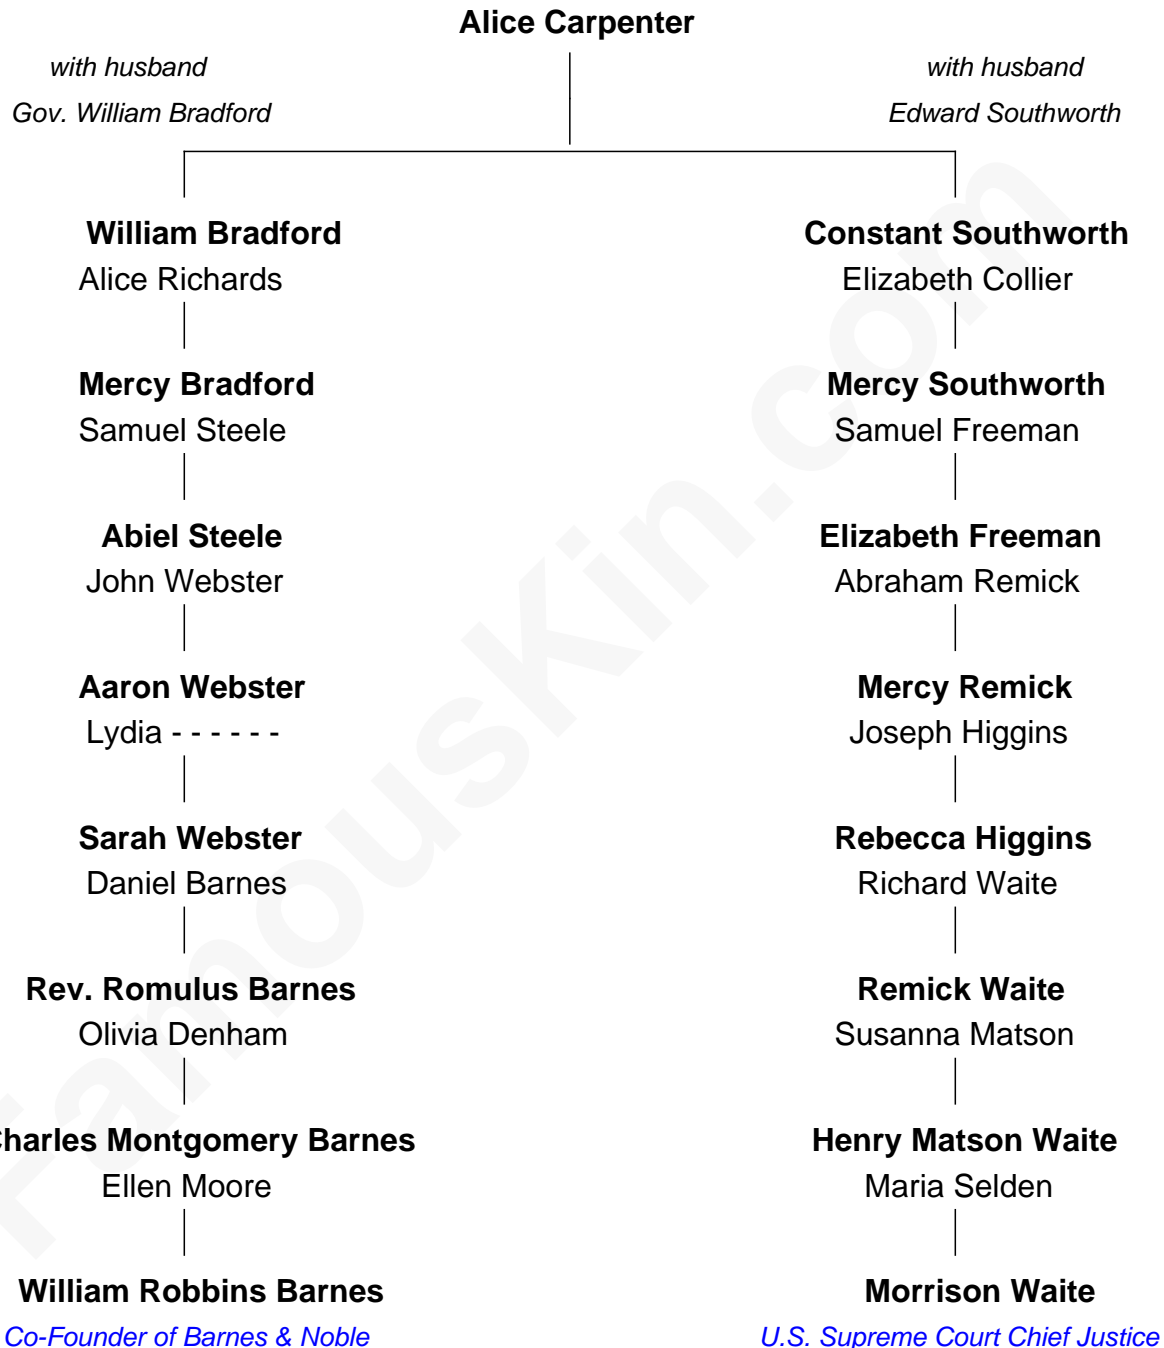 Alice Carpenter
with husband
Gov. William Bradford
with husband
Edward Southworth
William Bradford
Alice Richards
Constant Southworth
Elizabeth Collier
Mercy Bradford
Samuel Steele
Mercy Southworth
Samuel Freeman
Abiel Steele
John Webster
Elizabeth Freeman
Abraham Remick
Aaron Webster
Lydia - - - - - -
Mercy Remick
Joseph Higgins
Sarah Webster
Daniel Barnes
Rebecca Higgins
Richard Waite
Rev. Romulus Barnes
Olivia Denham
Remick Waite
Susanna Matson
Charles Montgomery Barnes
Ellen Moore
Henry Matson Waite
Maria Selden
William Robbins Barnes
Co-Founder of Barnes & Noble
Morrison Waite
U.S. Supreme Court Chief Justice
FamousKin.com